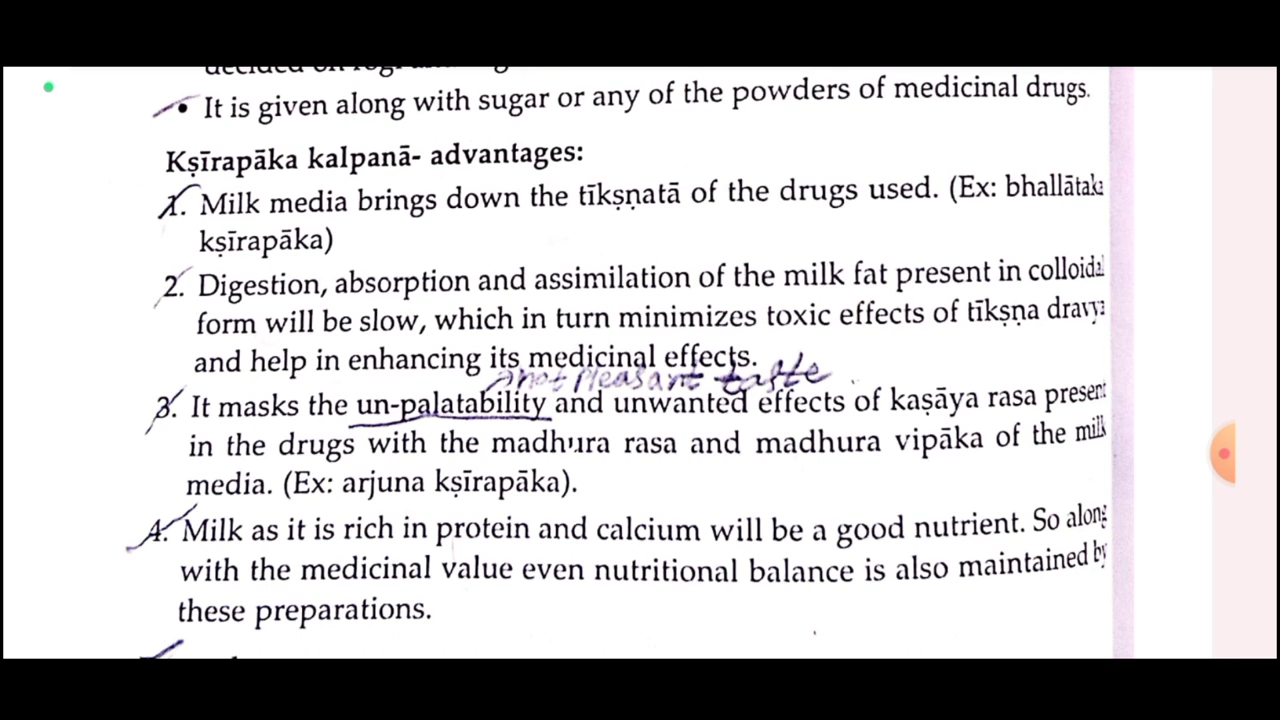 • It is given along with sugar or any of the powders of medicinal drugs.
Kṣīrapāka kalpanā- advantages:
1. Milk media brings down the tīkṣṇatā of the drugs used. (Ex: bhallātaka
kṣīrapāka)
2. Digestion, absorption and assimilation of the milk fat present in colloidal
form will be slow, which in turn minimizes toxic effects of tīkṣṇa dravya
and help in enhancing its medicinal effects.
not pleasant taste
3. It masks the un-palatability and unwanted effects of kaṣāya rasa present
in the drugs with the madhura rasa and madhura vipāka of the milk
media. (Ex: arjuna kṣīrapāka).
4. Milk as it is rich in protein and calcium will be a good nutrient. So along
with the medicinal value even nutritional balance is also maintained by
these preparations.